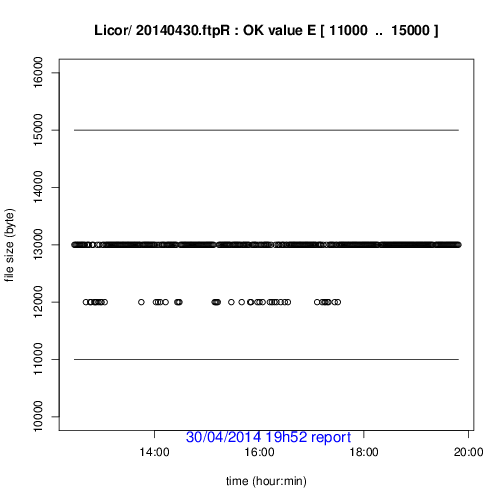 Licor/ 20140430.ftpR : OK value E [ 11000  ..  15000 ]
file size (byte)
16000
15000
14000
13000
12000
11000
10000
30/04/2014 19h52 report
14:00
16:00
18:00
20:00
time (hour:min)